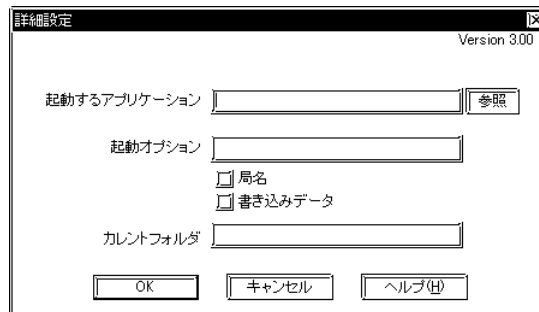 詳細設定
Version 3.00
起動するアプリケーション 参照
起動オプション
局名
書き込みデータ
カレントフォルダ
OK キャンセル ヘルプ(H)